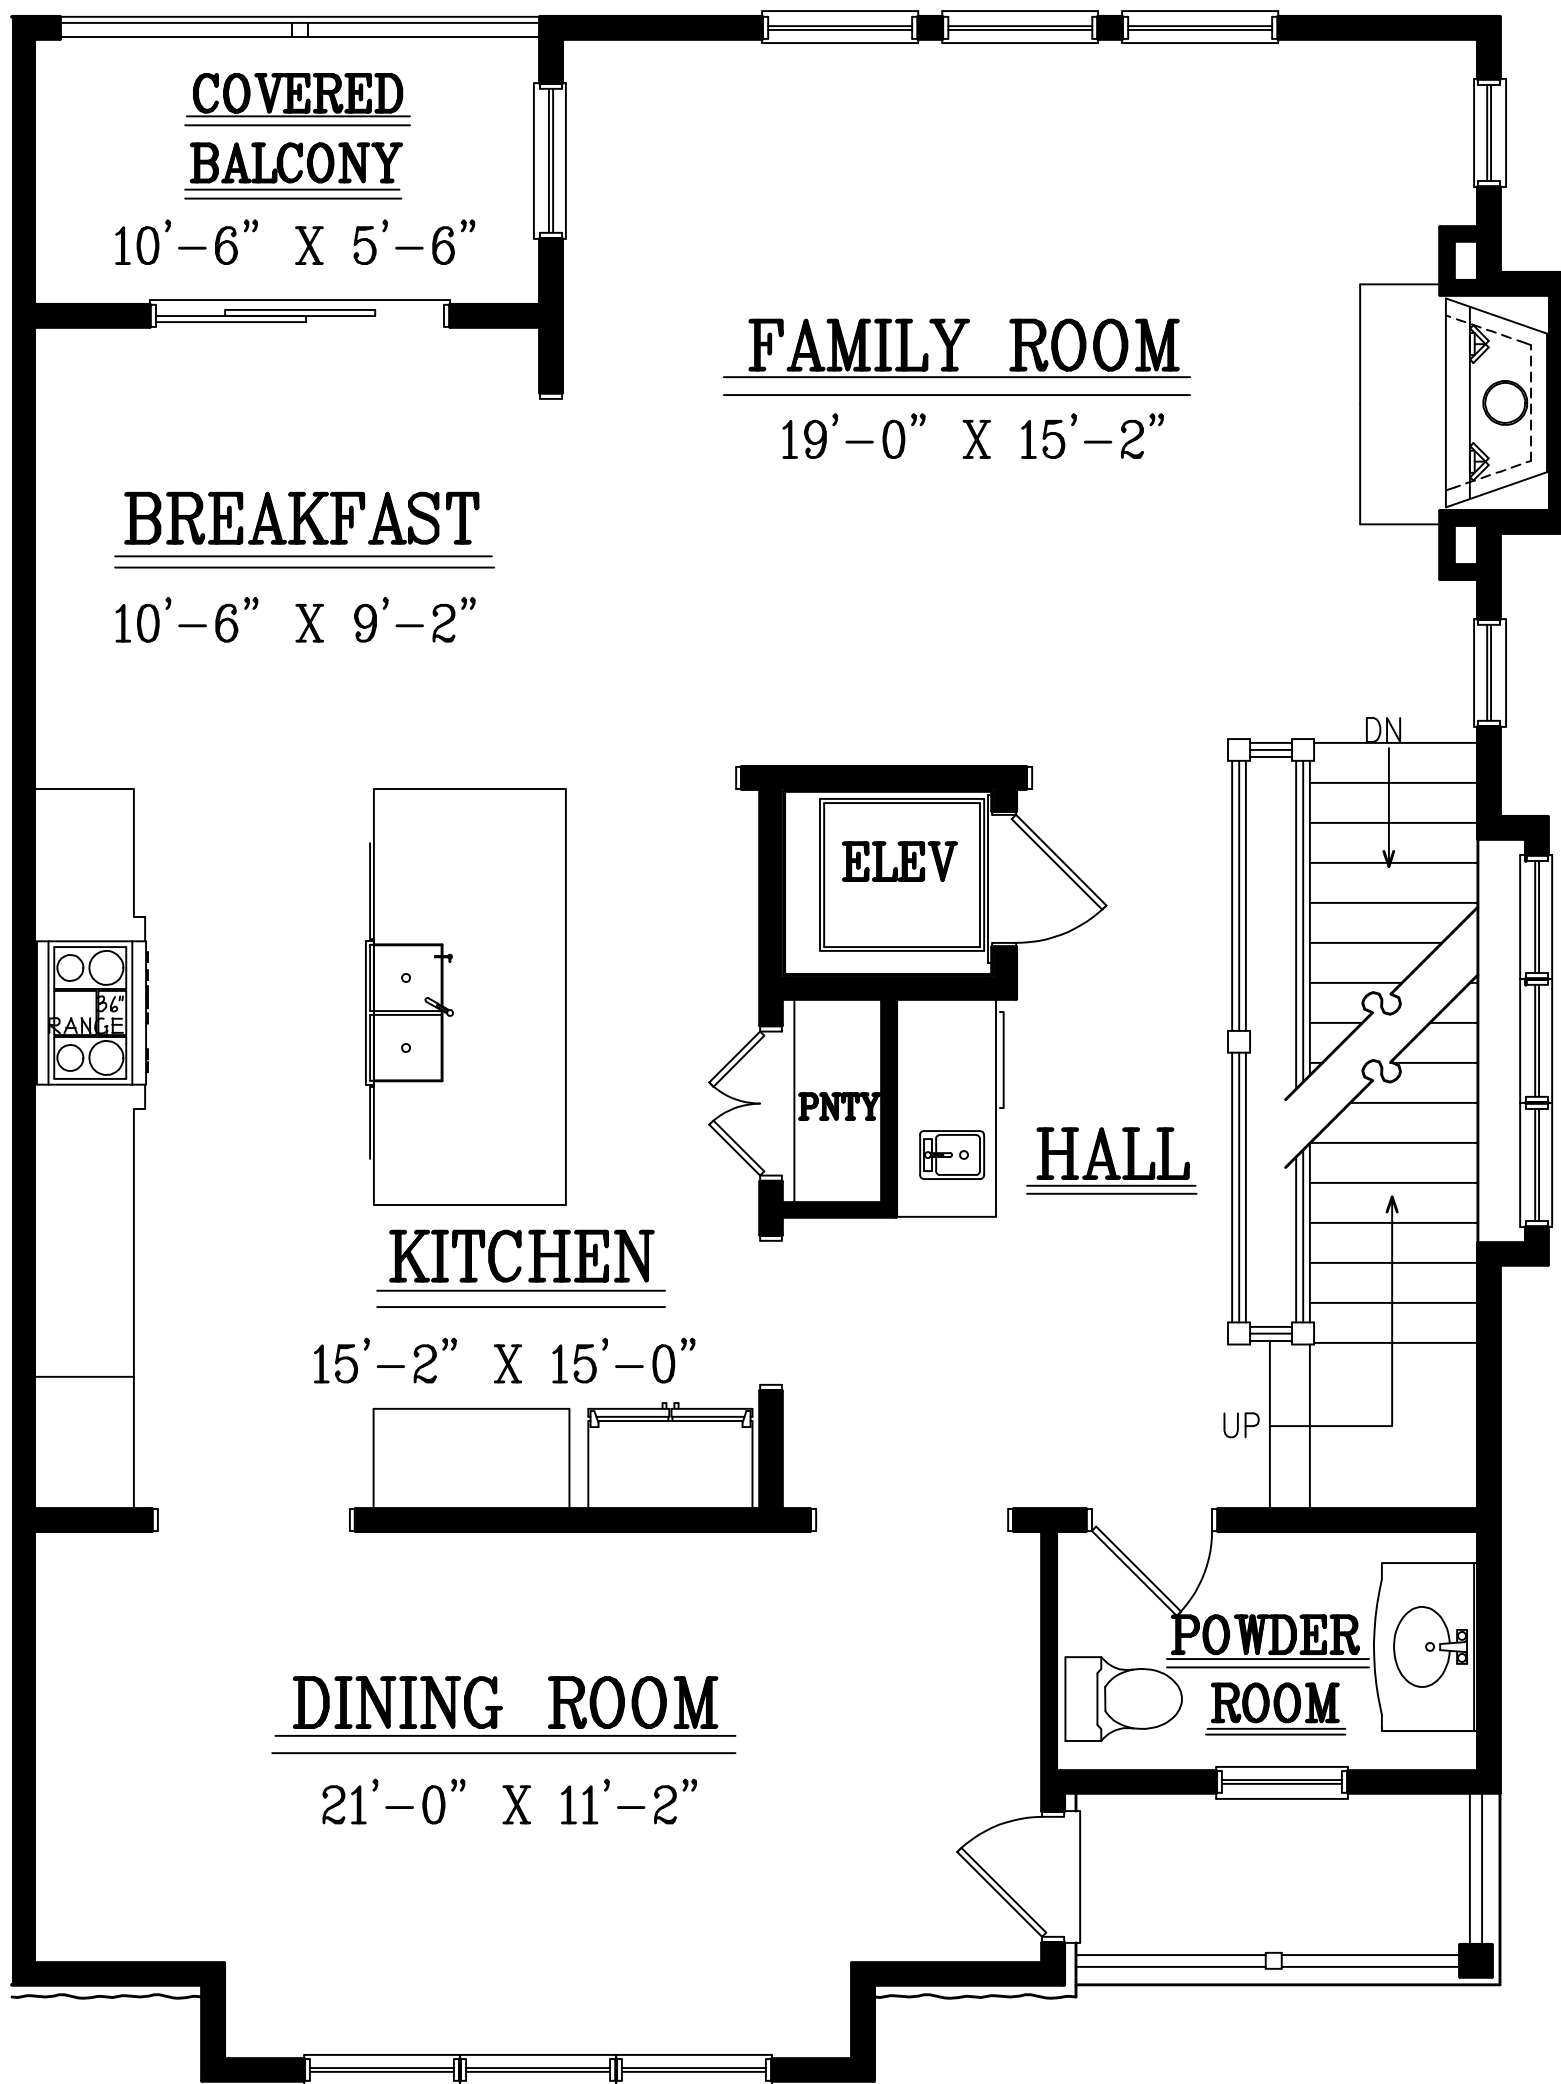 COVERED
BALCONY
10'-6" X 5'-6"
FAMILY ROOM
19'-0" X 15'-2"
BREAKFAST
10'-6" X 9'-2"
DN
ELEV
36"
RANGE
PNTY
HALL
KITCHEN
15'-2" X 15'-0"
UP
POWDER
ROOM
DINING ROOM
21'-0" X 11'-2"